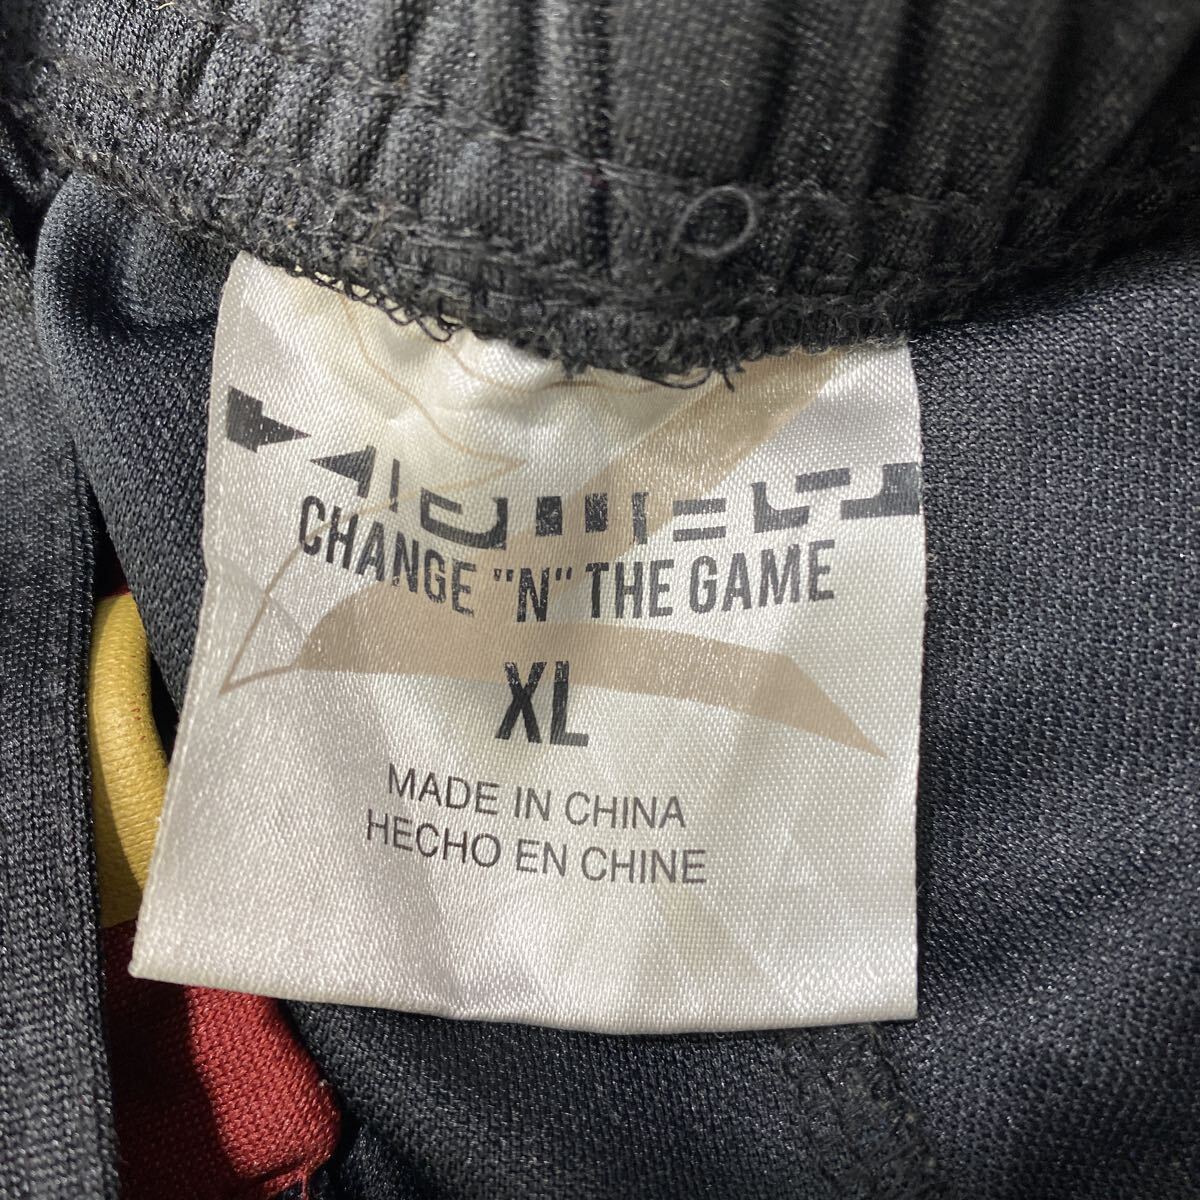 CHANGE "N" THE GAME
XL
MADE IN CHINA
HECHO EN CHINE